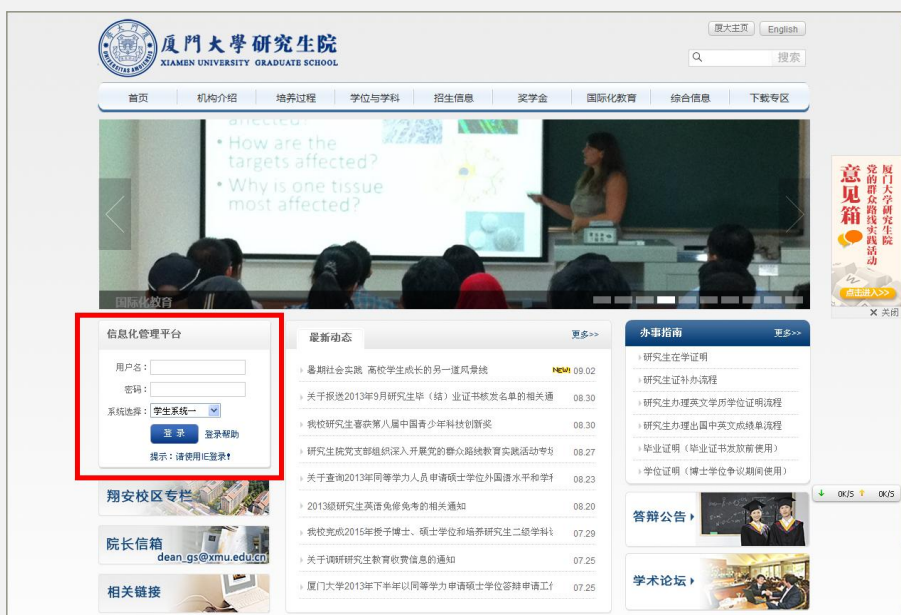 厦大主页
English
厦門大學研究生院
XIAMEN UNIVERSITY GRADUATE SCHOOL
搜索
首页
机构介绍
培养过程
学位与学科
招生信息
奖学金
国际化教育
综合信息
下载专区
How are the
targets affected?
Why is one tissue
most affected?
国际化教育
意见箱
厦门大学研究生院
党的群众路线实践活动
点击进入>>
关闭
信息化管理平台
用户名：
密码：
系统选择：
学生系统一
登 录
登录帮助
提示：请使用IE登录!
翔安校区专栏
院长信箱
dean_gs@xmu.edu.cn
相关链接
最新动态
更多>>
暑期社会实践 高校学生成长的另一道风景线 NEW! 09.02
关于报送2013年9月研究生毕（结）业证书核发名单的相关通 08.30
我校研究生喜获第八届中国青少年科技创新奖 08.30
研究生院党支部组织深入开展党的群众路线教育实践活动专 08.27
关于查询2013年同等学力人员申请硕士学位外国语水平和学 08.23
2013级研究生英语免修免考的相关通知 08.20
我校完成2015年授予博士、硕士学位和培养研究生二级学科 07.29
关于调研研究生教育收费信息的通知 07.25
厦门大学2013年下半年以同等学力申请硕士学位答辩申请工 07.25
办事指南
更多>>
研究生在学证明
研究生证补办流程
研究生办理英文学历学位证明流程
研究生办理出国中英文成绩单流程
毕业证明（毕业证书发放前使用）
学位证明（博士学位争议期间使用）
答辩公告
学术论坛
0K/S
0K/S